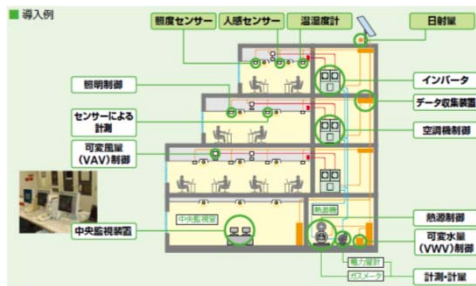 ■ 導入例
照度センサー
人感センサー
温湿度計
日射量
照明制御
センサーによる
計測
可変風量
(VAV)制御
中央監視装置
インバータ
データ収集装置
空調機制御
熱源制御
可変水量
(VWV)制御
計測・計量
中央監視室
熱源機
電力量計
ガスメータ